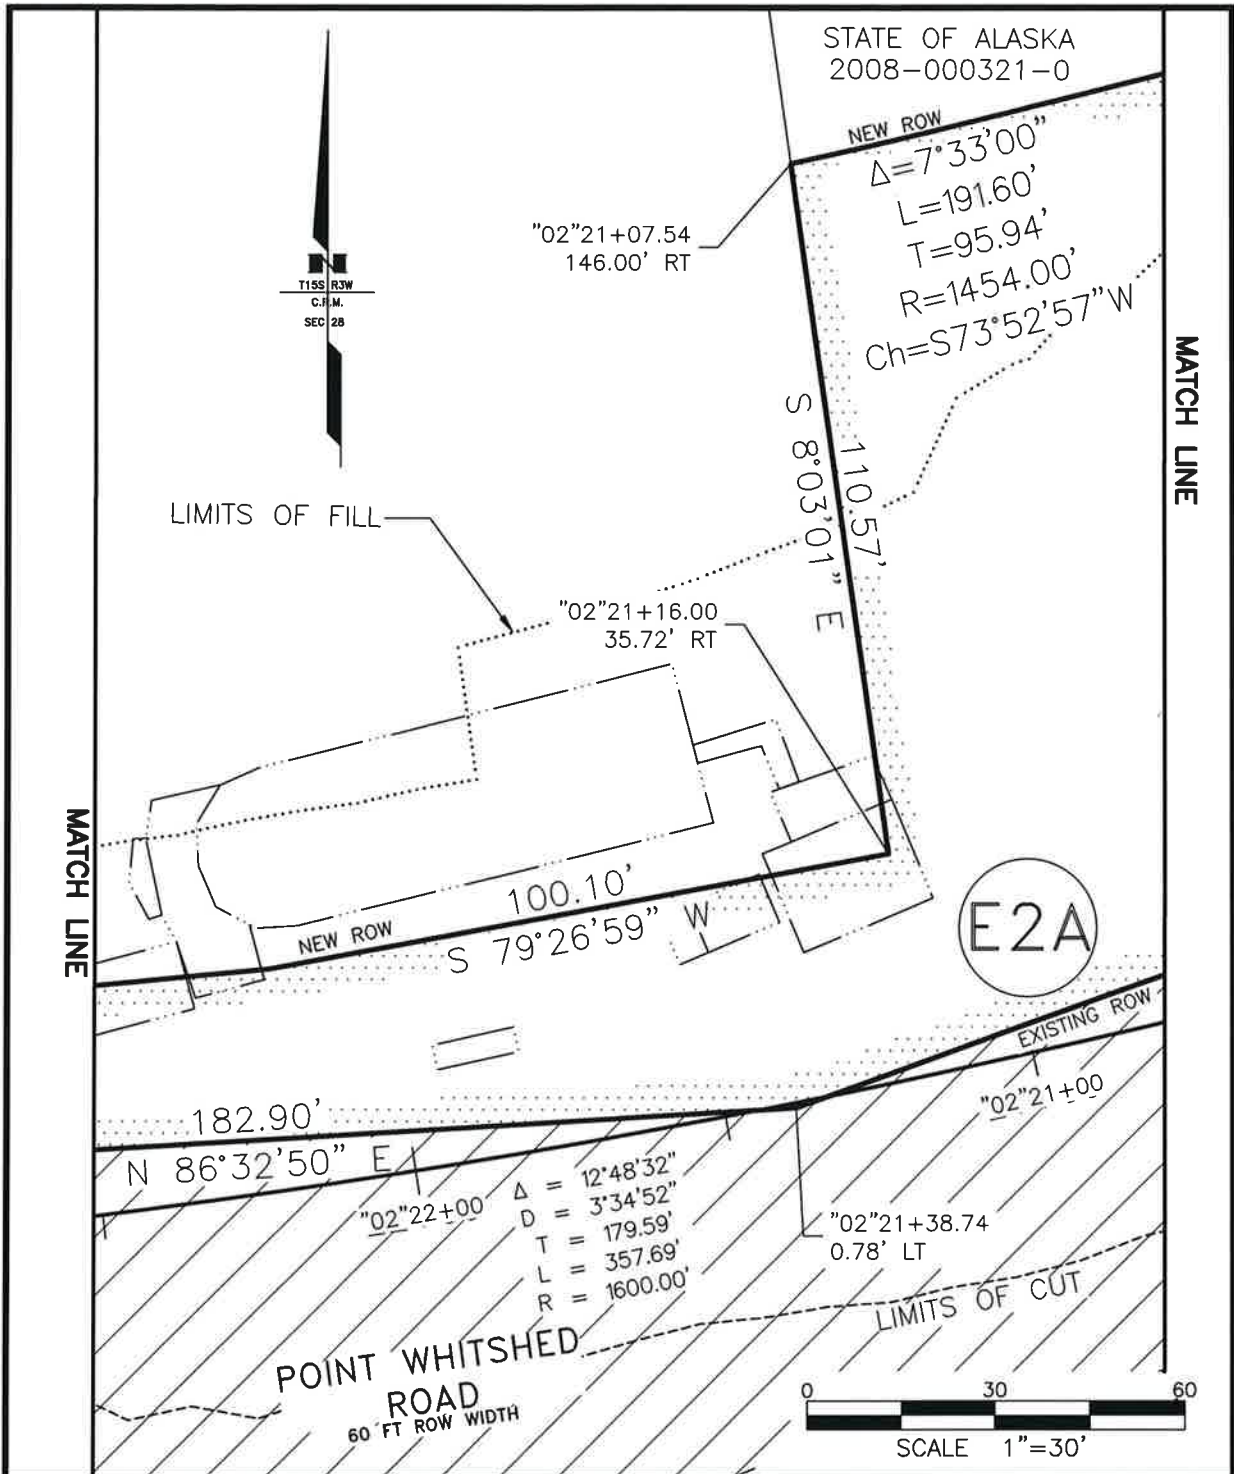 STATE OF ALASKA
2008-000321-0
NEW ROW
Δ=7°33'00"
L=191.60'
T=95.94'
R=1454.00'
Ch=S73°52'57"W
"02"21+07.54
146.00' RT
N
T15S R3W
C.R.M.
SEC 28
MATCH LINE
S 8°03'01" E
110.57'
LIMITS OF FILL
"02"21+16.00
35.72' RT
MATCH LINE
100.10'
NEW ROW
S 79°26'59" W
E2A
EXISTING ROW
"02"21+00
182.90'
N 86°32'50" E
"02"22+00
Δ = 12°48'32"
D = 3°34'52"
T = 179.59'
L = 357.69'
R = 1600.00'
"02"21+38.74
0.78' LT
LIMITS OF CUT
POINT WHITSHED
ROAD
60 FT ROW WIDTH
0 30 60
SCALE 1"=30'